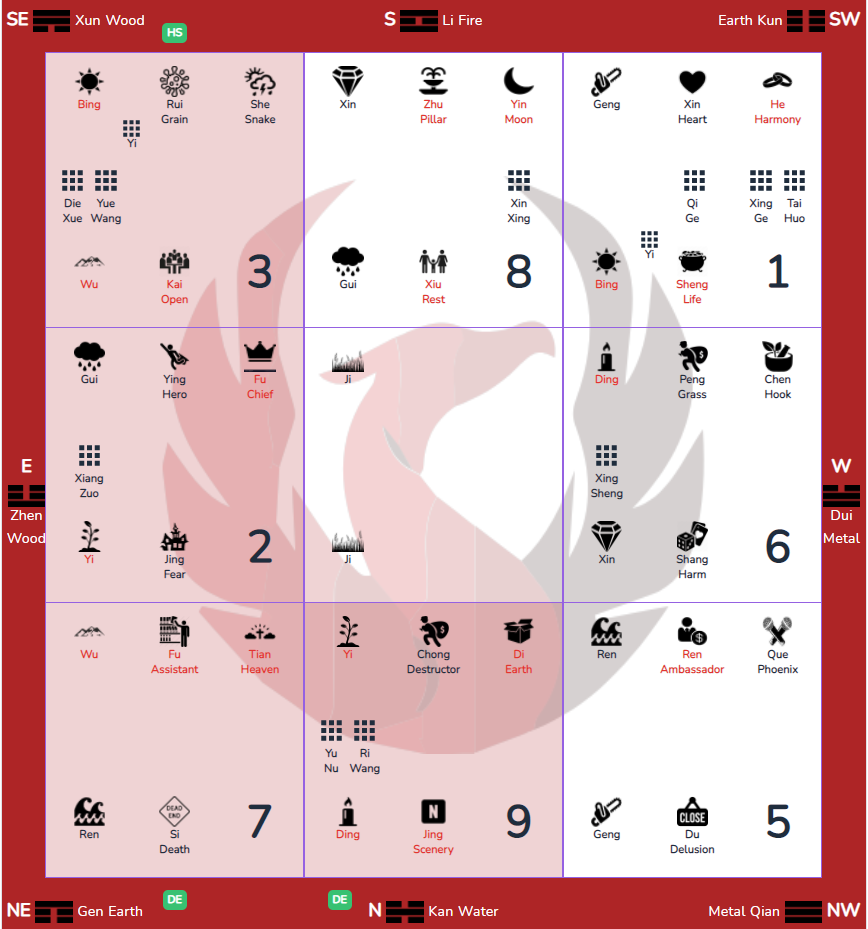 SE Xun Wood
HS
S Li Fire
Earth Kun SW
Bing Rui Grain She Snake
Yi
Die Xue Yue Wang
Wu Kai Open 3
Xin Zhu Pillar Yin Moon
Xin Xing
Gui Xiu Rest 8
Geng Xin Heart He Harmony
Qi Ge Xing Ge Tai Huo
Yi
Bing Sheng Life 1
E
Zhen
Wood
Gui Ying Hero Fu Chief
Xiang Zuo
Yi Jing Fear 2
Ji
Ji
Ding Peng Grass Chen Hook
Xing Sheng
Xin Shang Harm 6
W
Dui
Metal
Wu Fu Assistant Tian Heaven
Ren DEAD END Si Death 7
Yi Chong Destructor Di Earth
Yu Nu Ri Wang
Ding N Jing Scenery 9
Ren Ren Ambassador Que Phoenix
Geng CLOSE Du Delusion 5
NE Gen Earth
DE
DE
N Kan Water
Metal Qian NW